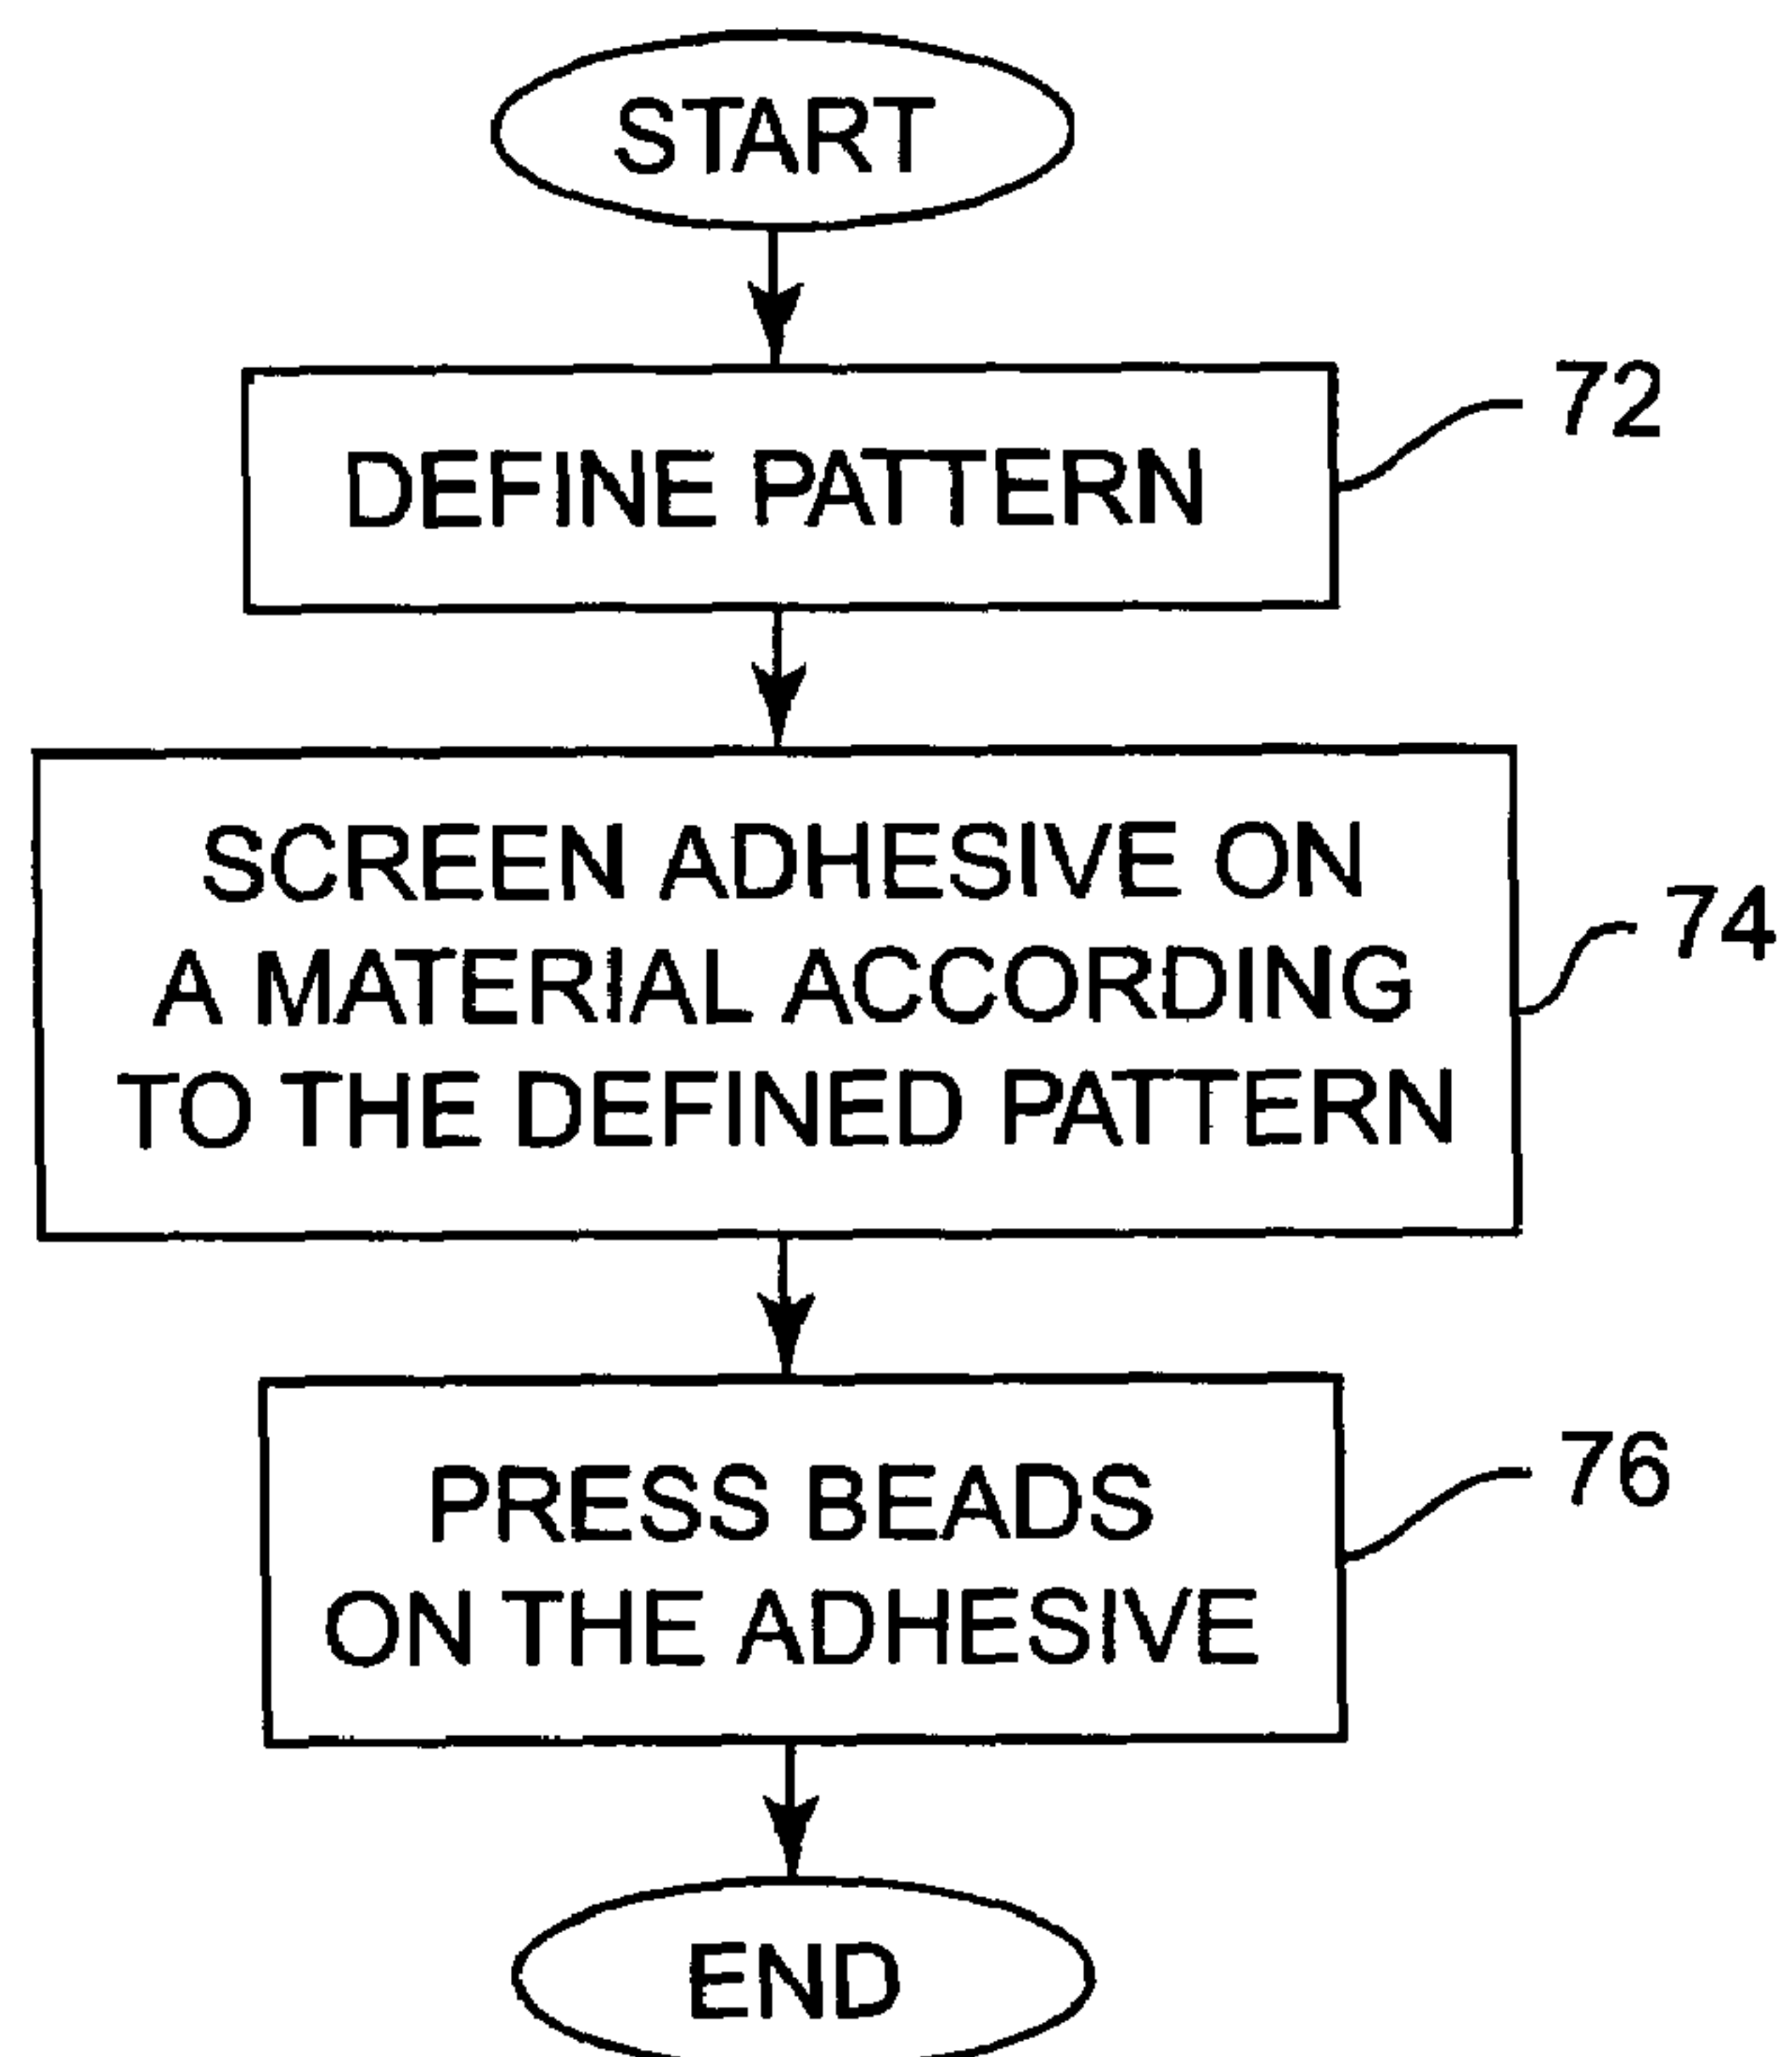 START
DEFINE PATTERN
72
SCREEN ADHESIVE ON
A MATERIAL ACCORDING
TO THE DEFINED PATTERN
74
PRESS BEADS
ON THE ADHESIVE
76
END